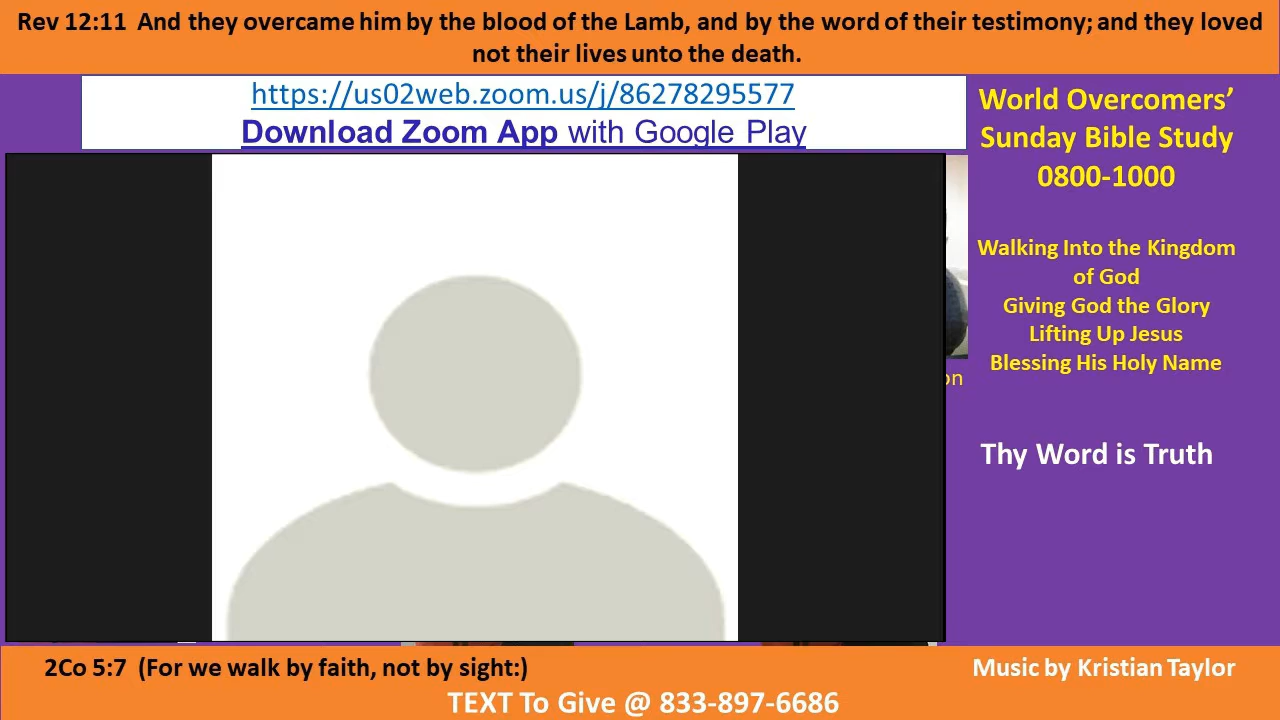 Rev 12:11  And they overcame him by the blood of the Lamb, and by the word of their testimony; and they loved
not their lives unto the death.
https://us02web.zoom.us/j/86278295577
Download Zoom App with Google Play
World Overcomers’
Sunday Bible Study
0800-1000
Walking Into the Kingdom
of God
Giving God the Glory
Lifting Up Jesus
Blessing His Holy Name
Thy Word is Truth
2Co 5:7  (For we walk by faith, not by sight:)
Music by Kristian Taylor
TEXT To Give @ 833-897-6686